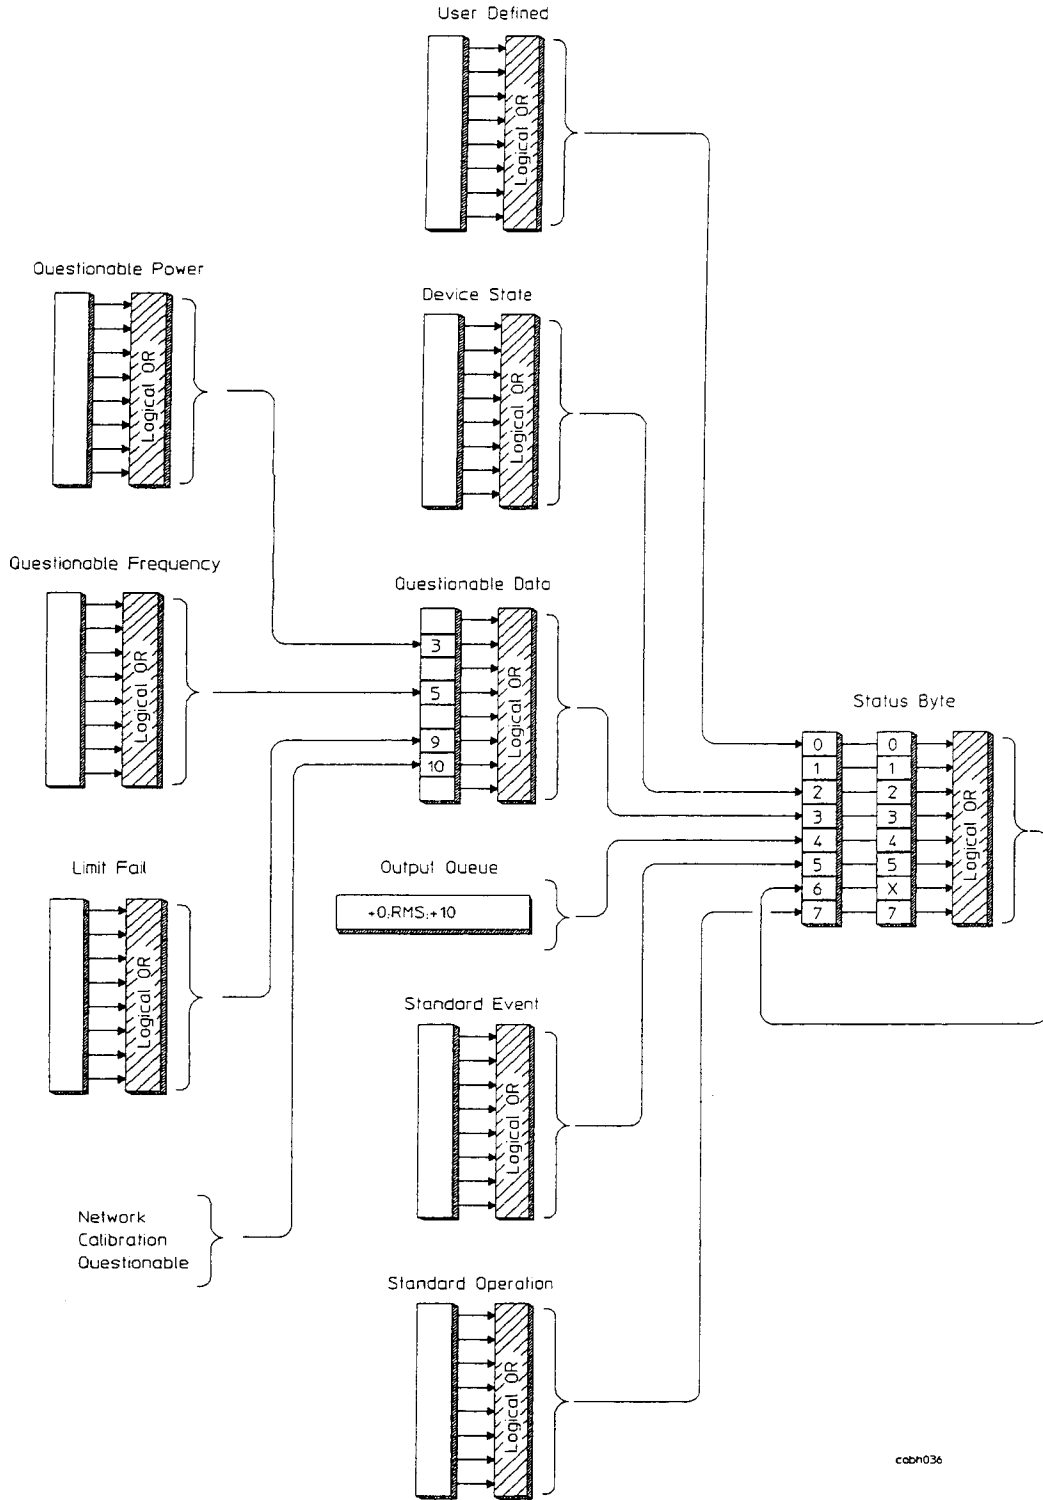 User Defined
Logical OR
Questionable Power
Logical OR
Device State
Logical OR
Questionable Frequency
Logical OR
Questionable Data
3
5
9
10
Logical OR
Status Byte
0 0
1 1
2 2
3 3
4 4
5 5
6 X
7 7
Logical OR
Limit Fail
Logical OR
Output Queue
+0;RMS;+10
Standard Event
Logical OR
Network
Calibration
Questionable
Standard Operation
Logical OR
cabh036